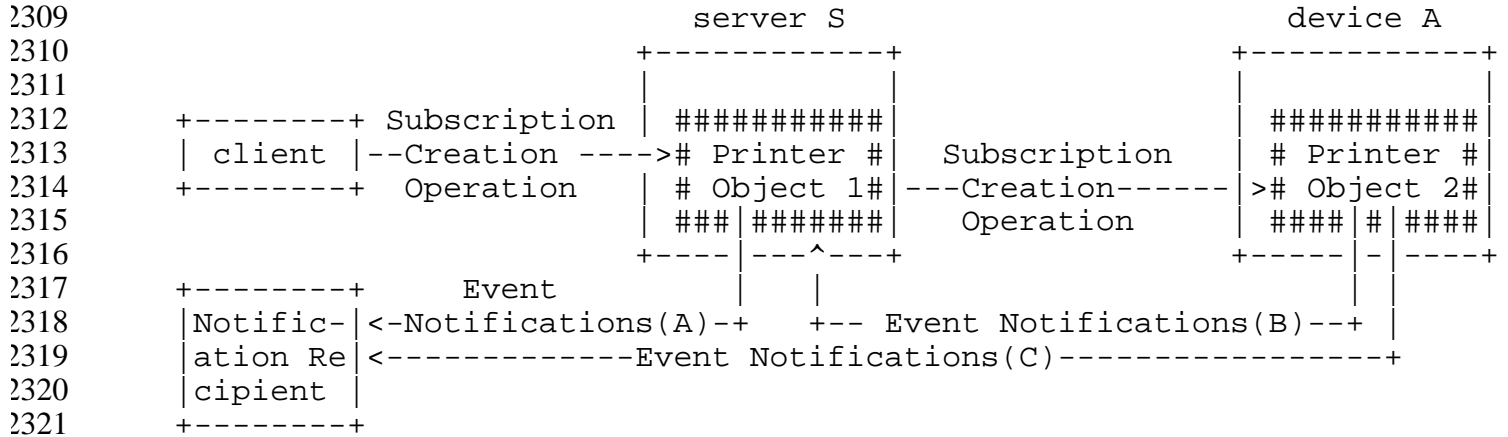 2309                                    server S                       device A
2310                                 +------------+                 +------------+
2311                                 |            |                 |            |
2312         +--------+ Subscription | ###########|                 | ###########|
2313         | client |--Creation ----># Printer #|  Subscription   | # Printer #|
2314         +--------+  Operation   | # Object 1#|---Creation------|># Object 2#|
2315                                 | ###|#######|   Operation     | ####|#|####|
2316                                 +----|---^---+                 +-----|-|----+
2317         +--------+     Event         |   |                           | |
2318         |Notific-|<-Notifications(A)-+   +-- Event Notifications(B)--+ |
2319         |ation Re|<-------------Event Notifications(C)-----------------+
2320         |cipient |
2321         +--------+